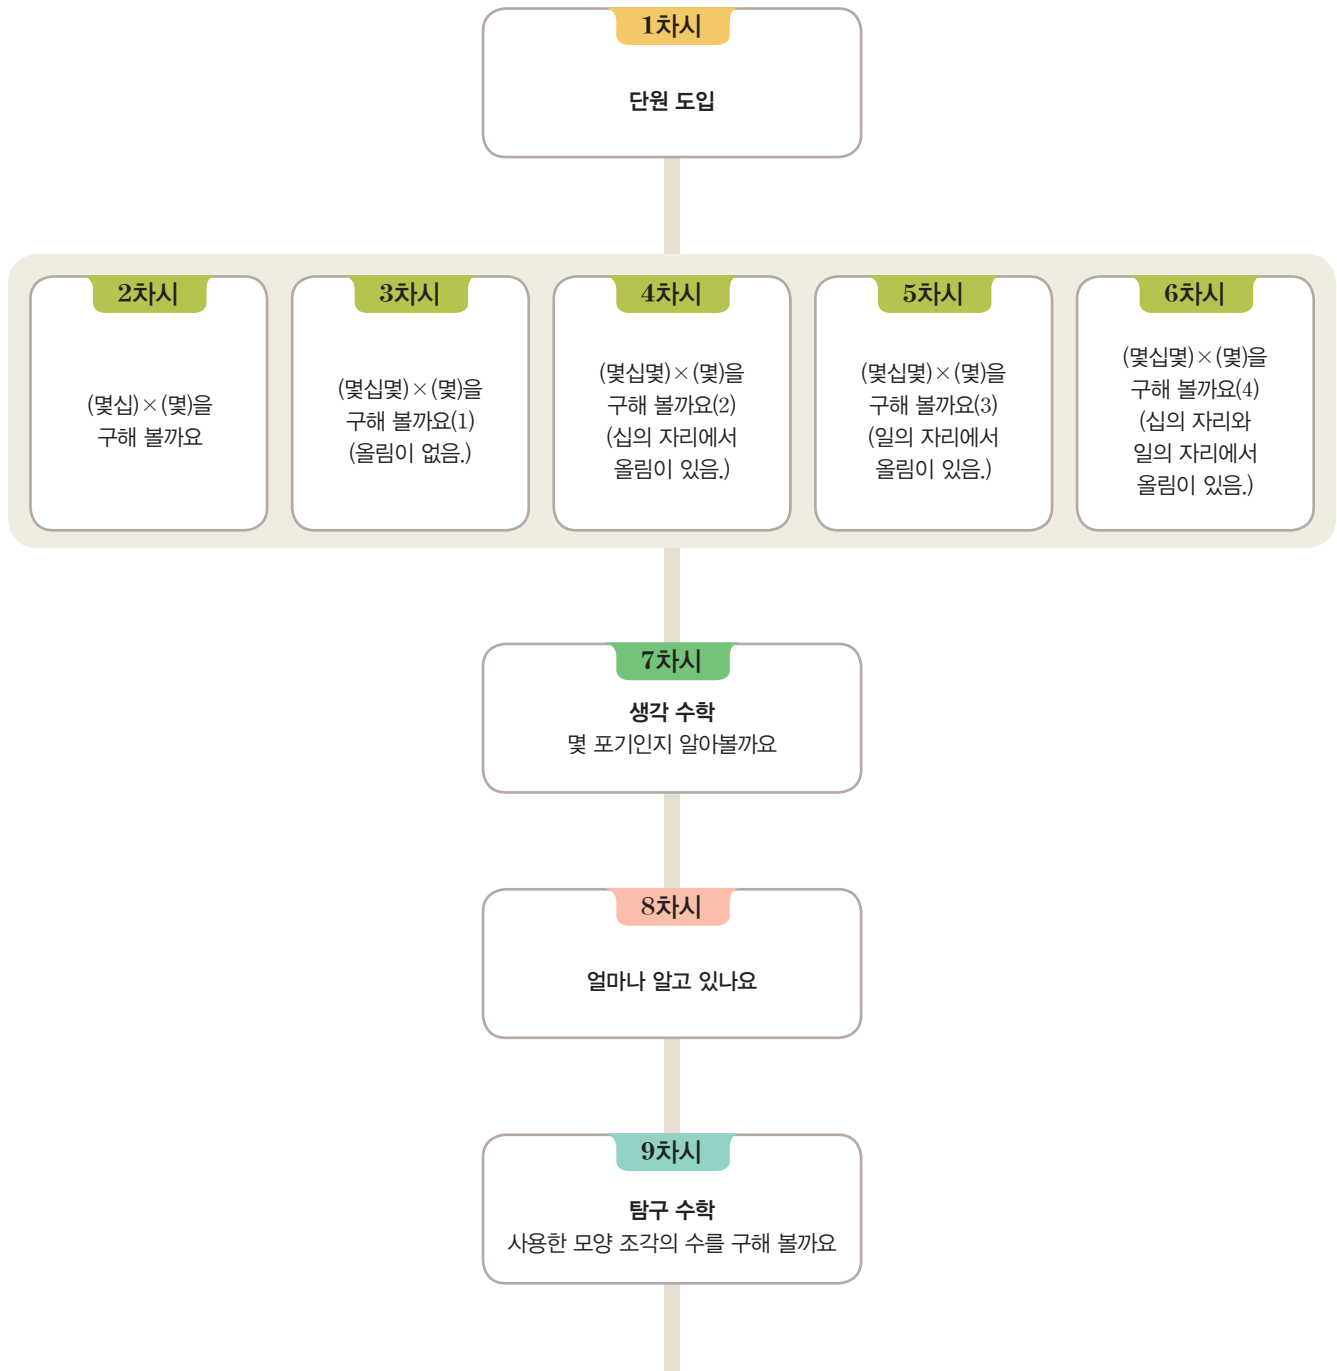 1차시
단원 도입
2차시
(몇십)×(몇)을
구해 볼까요
3차시
(몇십몇)×(몇)을
구해 볼까요(1)
(올림이 없음.)
4차시
(몇십몇)×(몇)을
구해 볼까요(2)
(십의 자리에서
올림이 있음.)
5차시
(몇십몇)×(몇)을
구해 볼까요(3)
(일의 자리에서
올림이 있음.)
6차시
(몇십몇)×(몇)을
구해 볼까요(4)
(십의 자리와
일의 자리에서
올림이 있음.)
7차시
생각 수학
몇 포기인지 알아볼까요
8차시
얼마나 알고 있나요
9차시
탐구 수학
사용한 모양 조각의 수를 구해 볼까요